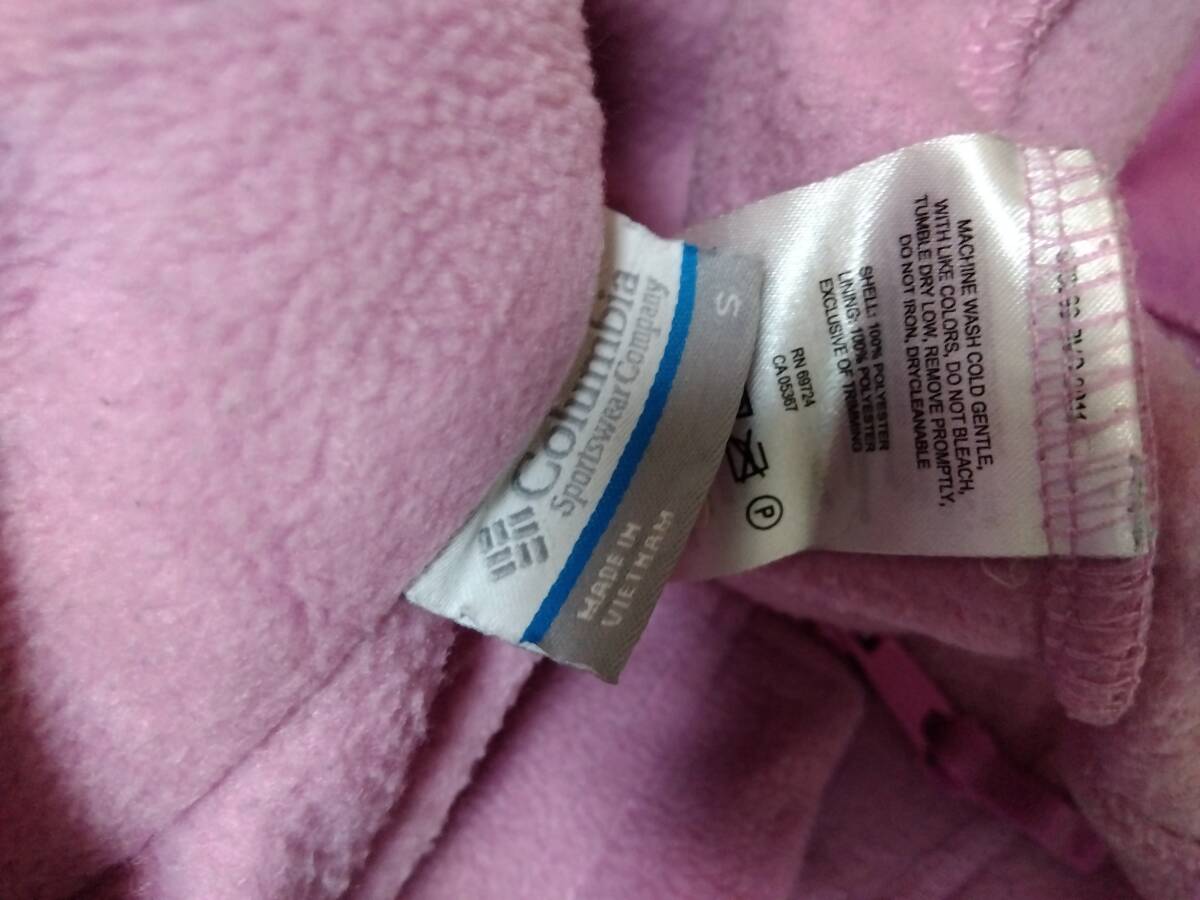 Columbia
Sportswear Company
S
MADE IN
VIETNAM
MACHINE WASH COLD GENTLE,
WITH LIKE COLORS, DO NOT BLEACH,
TUMBLE DRY LOW, REMOVE PROMPTLY,
DO NOT IRON, DRYCLEANABLE
SHELL: 100% POLYESTER
LINING: 100% POLYESTER
EXCLUSIVE OF TRIMMING
RN 69724
CA 05367
P